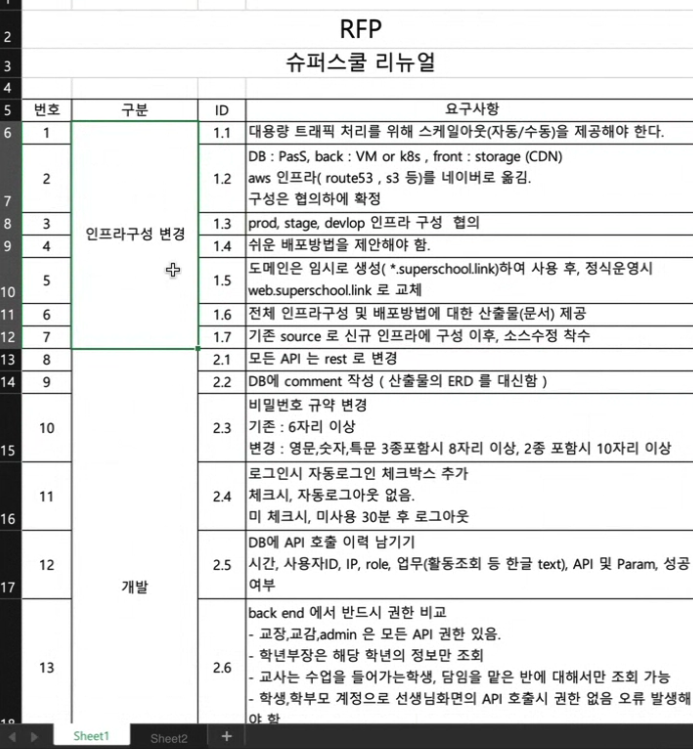 2 RFP
3 슈퍼스쿨 리뉴얼
4
5 번호 구분 ID 요구사항
6 1 인프라구성 변경 1.1 대용량 트래픽 처리를 위해 스케일아웃(자동/수동)을 제공해야 한다.
7 2 1.2 DB : PasS, back : VM or k8s , front : storage (CDN)
aws 인프라( route53 , s3 등)를 네이버로 옮김.
구성은 협의하에 확정
8 3 1.3 prod, stage, devlop 인프라 구성 협의
9 4 1.4 쉬운 배포방법을 제안해야 함.
10 5 1.5 도메인은 임시로 생성( *.superschool.link)하여 사용 후, 정식운영시
web.superschool.link 로 교체
11 6 1.6 전체 인프라구성 및 배포방법에 대한 산출물(문서) 제공
12 7 1.7 기존 source 로 신규 인프라에 구성 이후, 소스수정 착수
13 8 개발 2.1 모든 API 는 rest 로 변경
14 9 2.2 DB에 comment 작성 ( 산출물의 ERD 를 대신함 )
15 10 2.3 비밀번호 규약 변경
기존 : 6자리 이상
변경 : 영문,숫자,특문 3종포함시 8자리 이상, 2종 포함시 10자리 이상
16 11 2.4 로그인시 자동로그인 체크박스 추가
체크시, 자동로그아웃 없음.
미 체크시, 미사용 30분 후 로그아웃
17 12 2.5 DB에 API 호출 이력 남기기
시간, 사용자ID, IP, role, 업무(활동조회 등 한글 text), API 및 Param, 성공
여부
18 13 2.6 back end 에서 반드시 권한 비교
- 교장,교감,admin 은 모든 API 권한 있음.
- 학년부장은 해당 학년의 정보만 조회
- 교사는 수업을 들어가는학생, 담임을 맡은 반에 대해서만 조회 가능
- 학생,학부모 계정으로 선생님화면의 API 호출시 권한 없음 오류 발생해
야 함
Sheet1 Sheet2 +